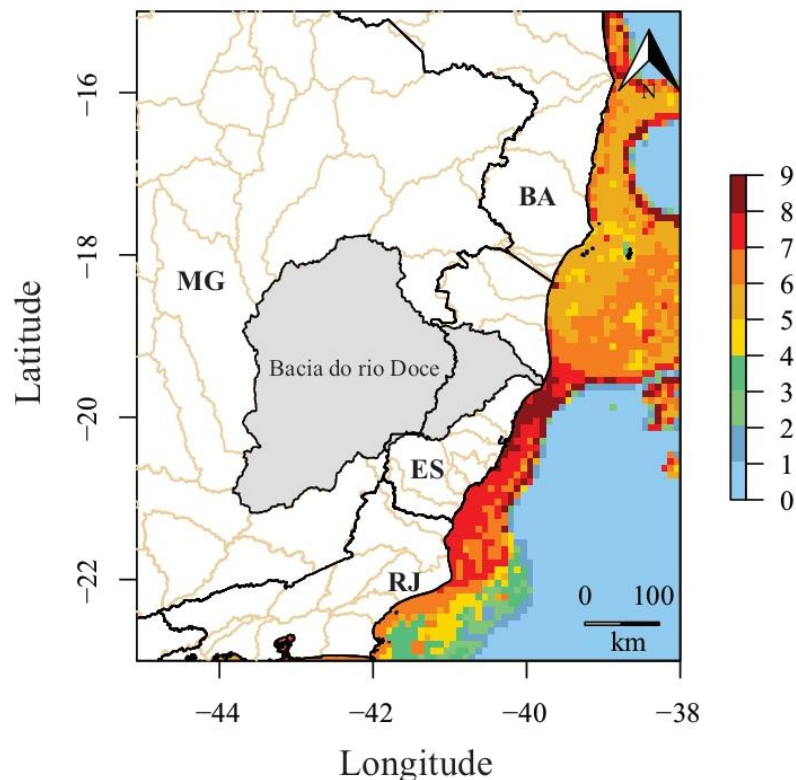 N
−16
−18
−20
−22
Latitude
BA
MG
Bacia do rio Doce
ES
RJ
0 100
km
9
8
7
6
5
4
3
2
1
0
−44 −42 −40 −38
Longitude